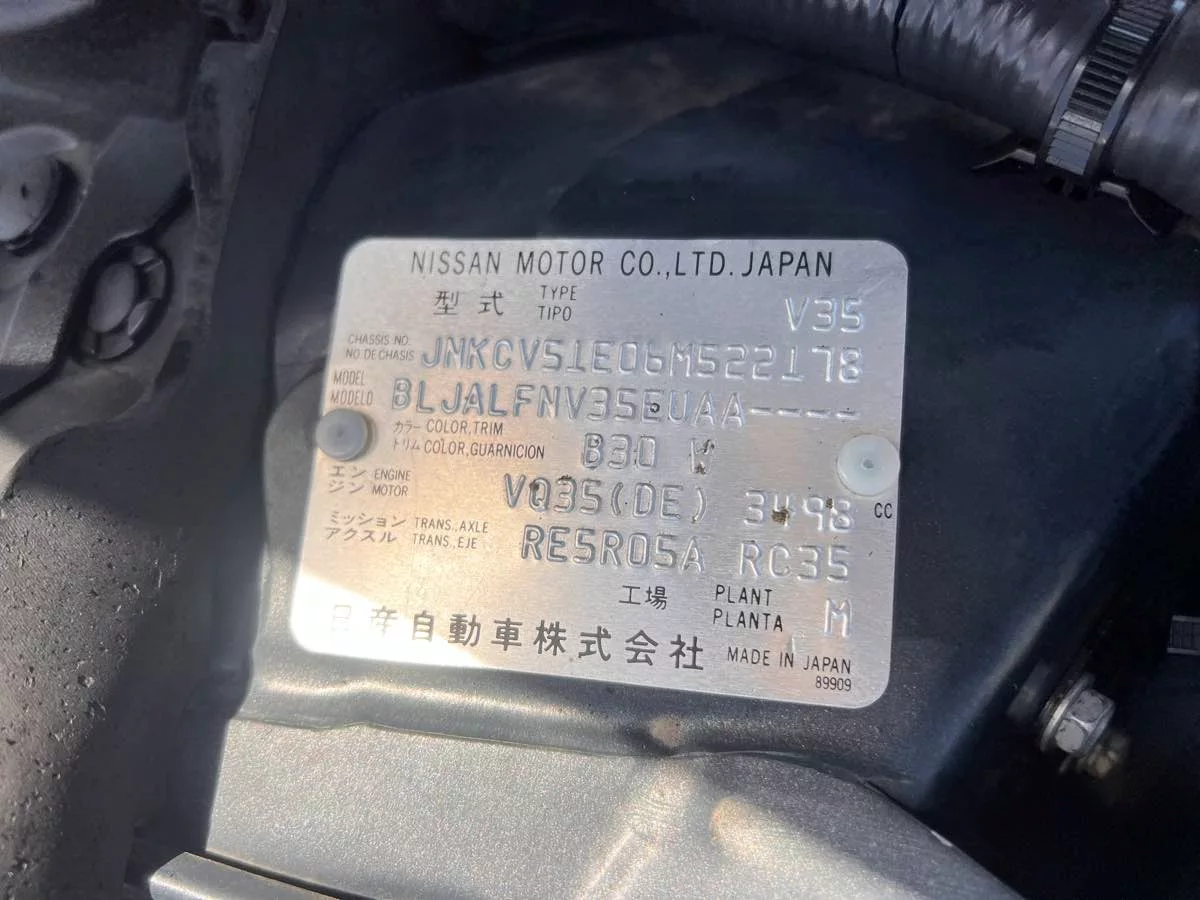 NISSAN MOTOR CO.,LTD. JAPAN
型式 TYPE TIPO V35
CHASSIS NO. NO.DE CHASIS JNKCV51E06M522178
MODEL MODELO BLJALFNV35EUAA----
カラー COLOR,TRIM
トリム COLOR,GUARNICION B30 W
エンジン ENGINE MOTOR VQ35(DE) 3498 CC
ミッション TRANS.,AXLE
アクスル TRANS.,EJE RE5R05A RC35
工場 PLANT PLANTA M
日産自動車株式会社 MADE IN JAPAN
89909